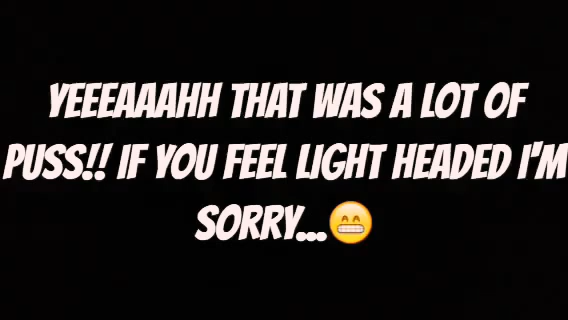 YEEEAAAHH THAT WAS A LOT OF
PUSS!! IF YOU FEEL LIGHT HEADED I'M
SORRY...😁